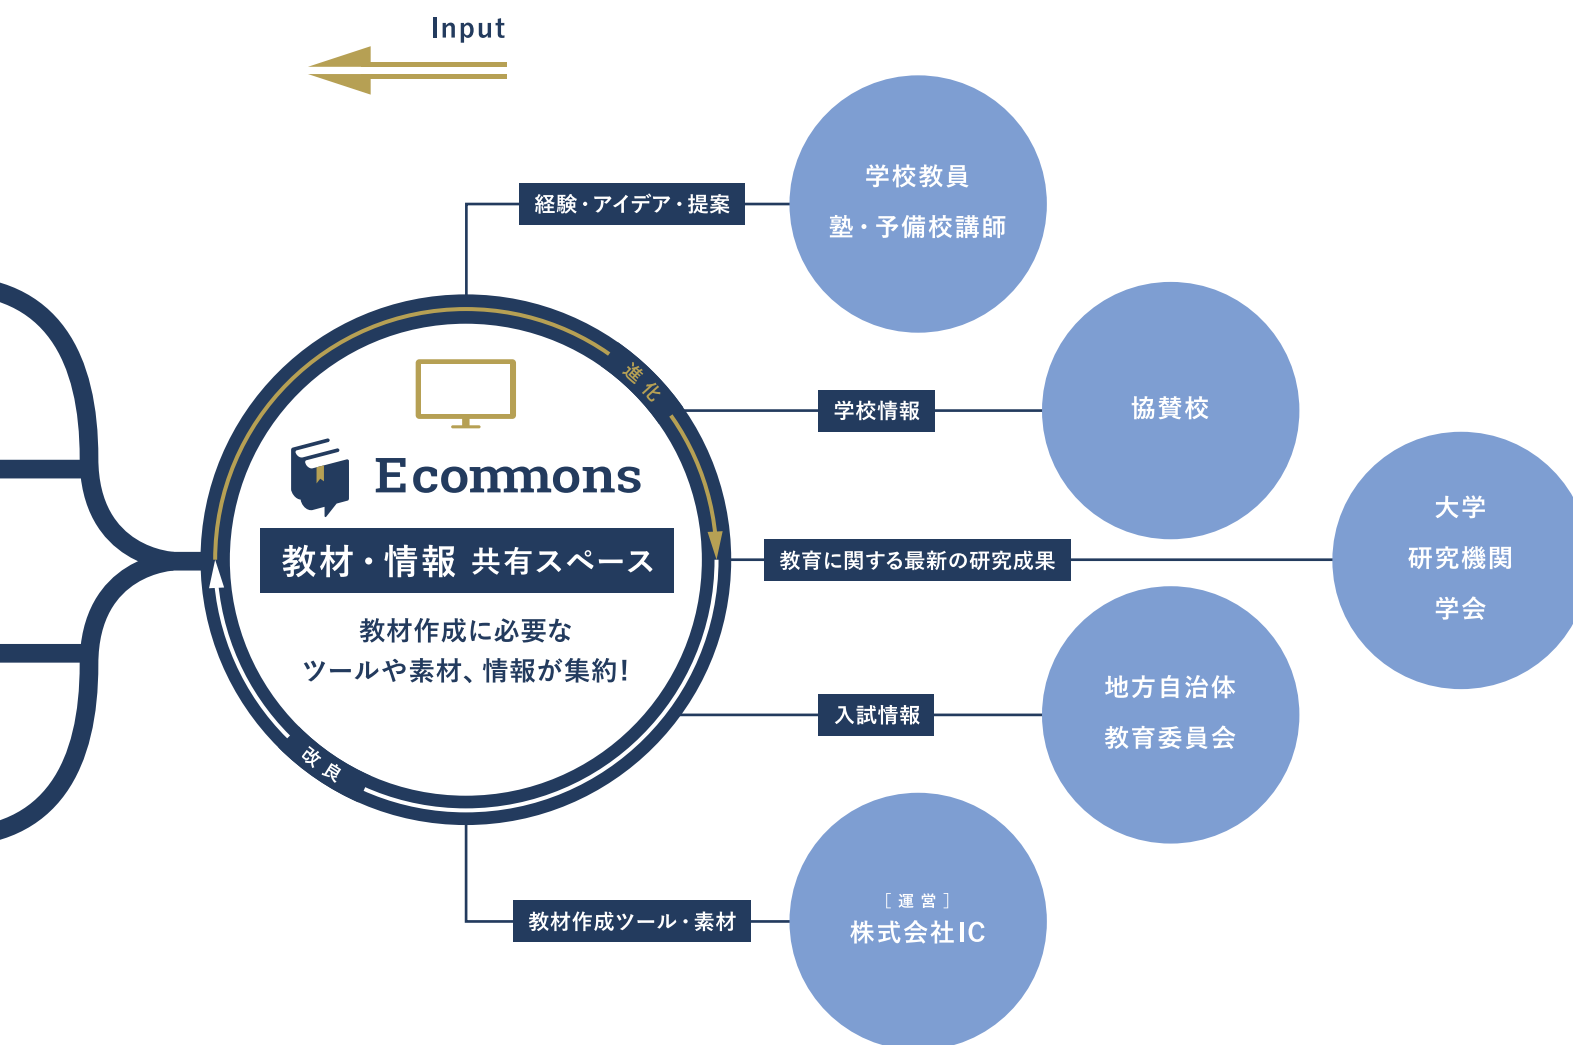 Input
経験・アイデア・提案
学校教員
塾・予備校講師
学校情報
協賛校
進化
Ecommons
教材・情報 共有スペース
教材作成に必要な
ツールや素材、情報が集約!
改良
教育に関する最新の研究成果
大学
研究機関
学会
入試情報
地方自治体
教育委員会
教材作成ツール・素材
[運営]
株式会社IC